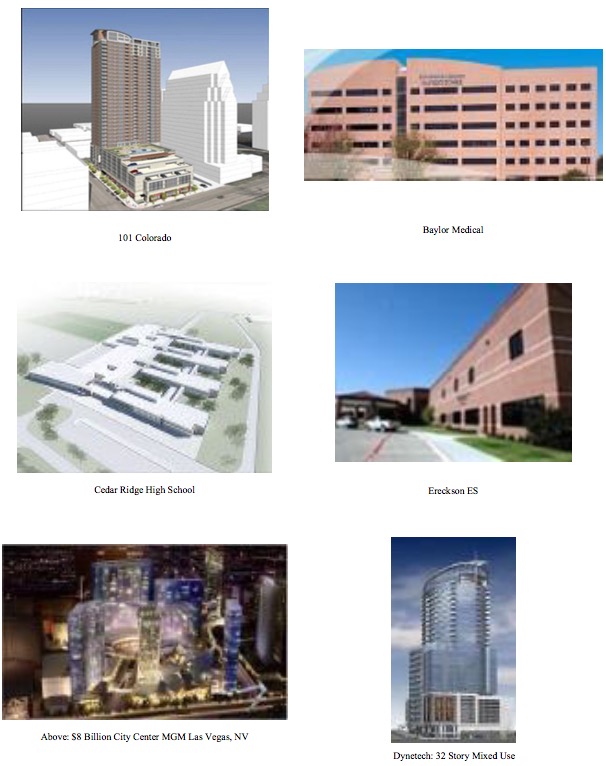 101 Colorado
Baylor Medical
Cedar Ridge High School
Ereckson ES
Above: $8 Billion City Center MGM Las Vegas, NV
Dynetech: 32 Story Mixed Use